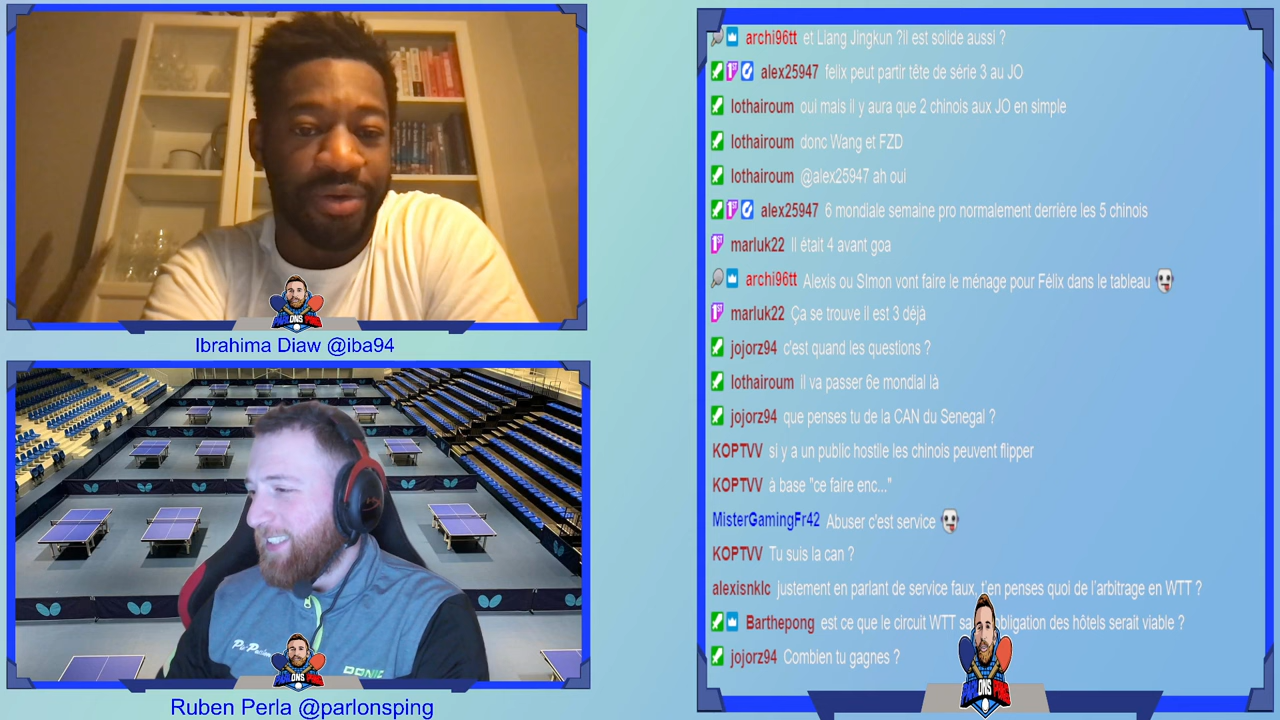 Ibrahima Diaw @iba94
PARLONS PING
Ruben Perla @parlonsping
archi96tt et Liang Jingkun ?Il est solide aussi ?
alex25947 felix peut partir tête de série 3 au JO
lothairoum oui mais il y aura que 2 chinois aux JO en simple
lothairoum donc Wang et FZD
lothairoum @alex25947 ah oui
alex25947 6 mondiale semaine pro normalement derrière les 5 chinois
marluk22 Il était 4 avant goa
archi96tt Alexis ou SImon vont faire le ménage pour Félix dans le tableau
marluk22 Ça se trouve il est 3 déjà
jojorz94 c'est quand les questions ?
lothairoum il va passer 6e mondial là
jojorz94 que penses tu de la CAN du Senegal ?
KOPTVV si y a un public hostile les chinois peuvent flipper
KOPTVV à base "ce faire enc..."
MisterGamingFr42 Abuser c'est service
KOPTVV Tu suis la can ?
alexisnklc justement en parlant de service faux, t'en penses quoi de l'arbitrage en WTT ?
Barthepong est ce que le circuit WTT obligation des hôtels serait viable ?
jojorz94 Combien tu gagnes ?
PARLONS PING